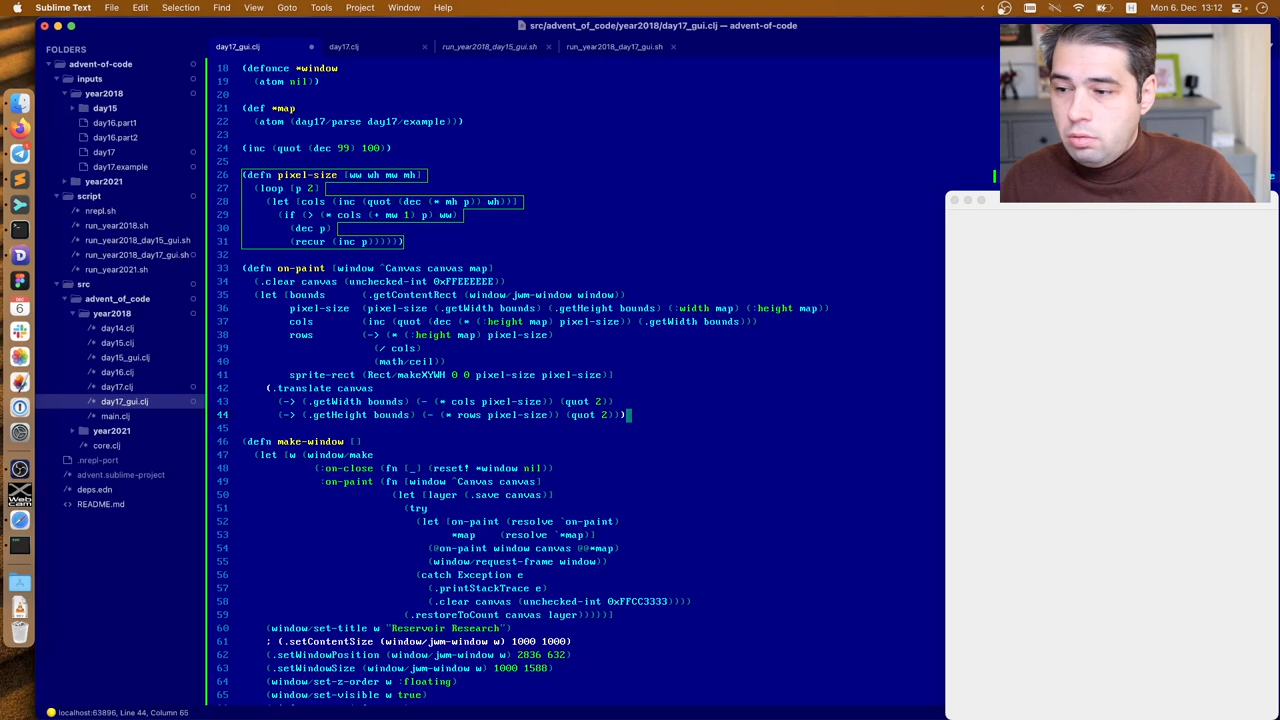 Sublime Text File Edit Selection Find View Goto Tools Project Window Help
Mon 6. Dec 13:12
src/advent_of_code/year2018/day17_gui.clj — advent-of-code
FOLDERS
advent-of-code
inputs
year2018
day15
day16.part1
day16.part2
day17
day17.example
year2021
script
nrepl.sh
run_year2018.sh
run_year2018_day15_gui.sh
run_year2018_day17_gui.sh
run_year2021.sh
src
advent_of_code
year2018
day14.clj
day15.clj
day15_gui.clj
day16.clj
day17.clj
day17_gui.clj
main.clj
year2021
core.clj
.nrepl-port
advent.sublime-project
deps.edn
README.md
day17_gui.clj day17.clj run_year2018_day15_gui.sh run_year2018_day17_gui.sh
18 (defonce *window
19 (atom nil))
20
21 (def *map
22 (atom (day17/parse day17/example)))
23
24 (inc (quot (dec 99) 100))
25
26 (defn pixel-size [ww wh mw mh]
27 (loop [p 2]
28 (let [cols (inc (quot (dec (* mh p)) wh))]
29 (if (> (* cols (+ mw 1) p) ww)
30 (dec p)
31 (recur (inc p))))))
32
33 (defn on-paint [window ^Canvas canvas map]
34 (.clear canvas (unchecked-int 0xFFEEEEEE))
35 (let [bounds (.getContentRect (window/jwm-window window))
36 pixel-size (pixel-size (.getWidth bounds) (.getHeight bounds) (:width map) (:height map))
37 cols (inc (quot (dec (* (:height map) pixel-size)) (.getWidth bounds)))
38 rows (-> (* (:height map) pixel-size)
39 (/ cols)
40 (math/ceil))
41 sprite-rect (Rect/makeXYWH 0 0 pixel-size pixel-size)]
42 (.translate canvas
43 (-> (.getWidth bounds) (- (* cols pixel-size)) (quot 2))
44 (-> (.getHeight bounds) (- (* rows pixel-size)) (quot 2)))
45
46 (defn make-window []
47 (let [w (window/make
48 {:on-close (fn [_] (reset! *window nil))
49 :on-paint (fn [window ^Canvas canvas]
50 (let [layer (.save canvas)]
51 (try
52 (let [on-paint (resolve `on-paint)
53 *map (resolve `*map)]
54 (@on-paint window canvas @@*map)
55 (window/request-frame window))
56 (catch Exception e
57 (.printStackTrace e)
58 (.clear canvas (unchecked-int 0xFFCC3333))))
59 (.restoreToCount canvas layer)))})]
60 (window/set-title w "Reservoir Research")
61 ; (.setContentSize (window/jwm-window w) 1000 1000)
62 (.setWindowPosition (window/jwm-window w) 2836 632)
63 (.setWindowSize (window/jwm-window w) 1000 1588)
64 (window/set-z-order w :floating)
65 (window/set-visible w true)
localhost:63896, Line 44, Column 65